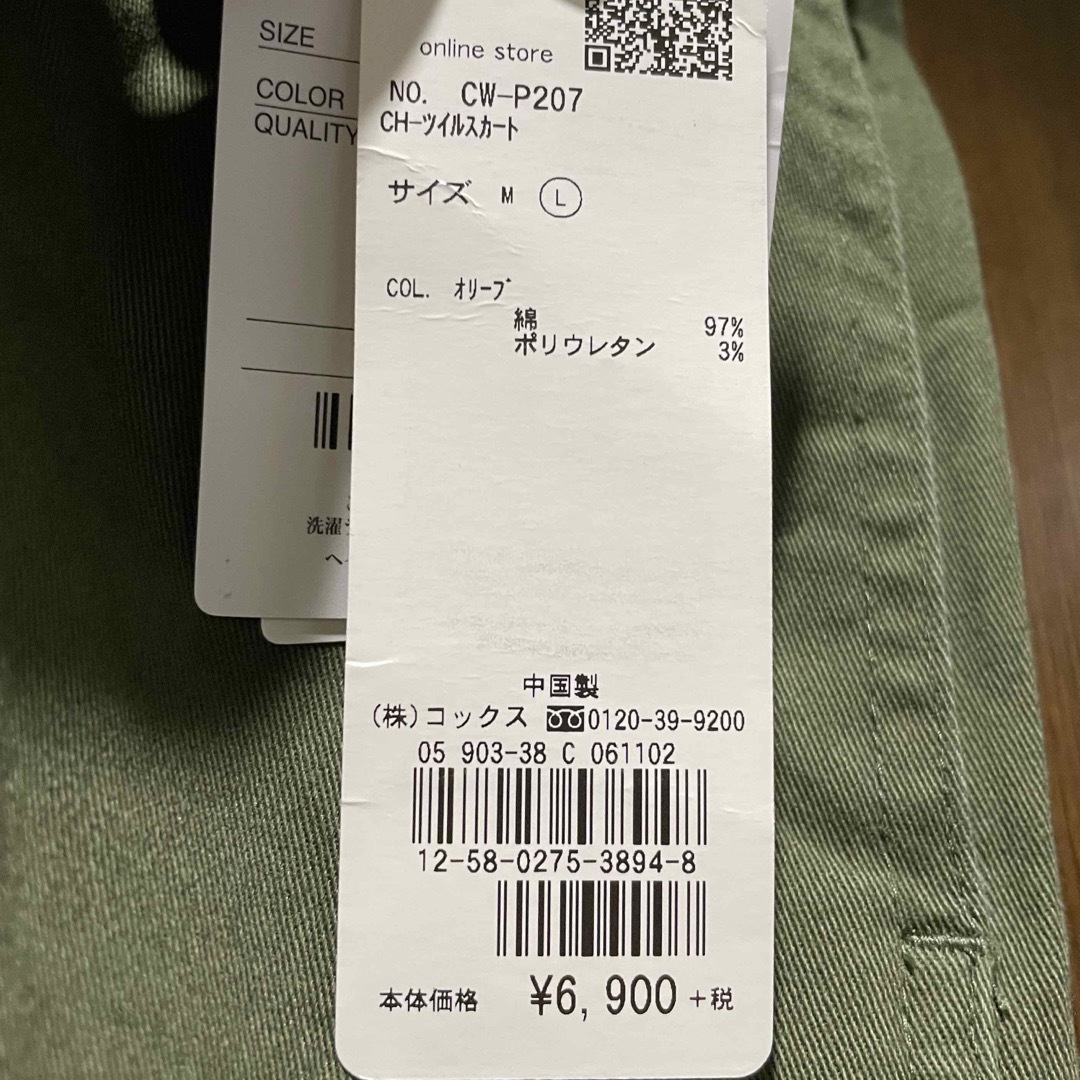 SIZE
COLOR
QUALITY
洗濯
online store
NO. CW-P207
CH-ツイルスカート
サイズ M L
COL. オリーブ
綿 97%
ポリウレタン 3%
中国製
(株)コックス 0120-39-9200
05 903-38 C 061102
12-58-0275-3894-8
本体価格 ¥6,900+税